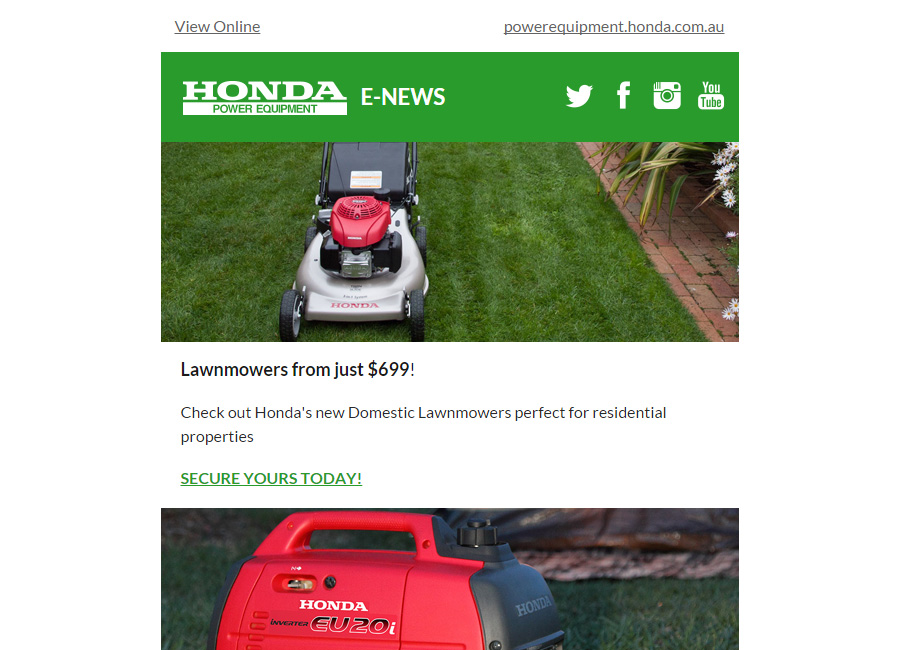 View Online
powerequipment.honda.com.au
HONDA
POWER EQUIPMENT
E-NEWS
You
Tube
HONDA
Lawnmowers from just $699!
Check out Honda's new Domestic Lawnmowers perfect for residential
properties
SECURE YOURS TODAY!
HONDA
HONDA
INVERTER EU20i